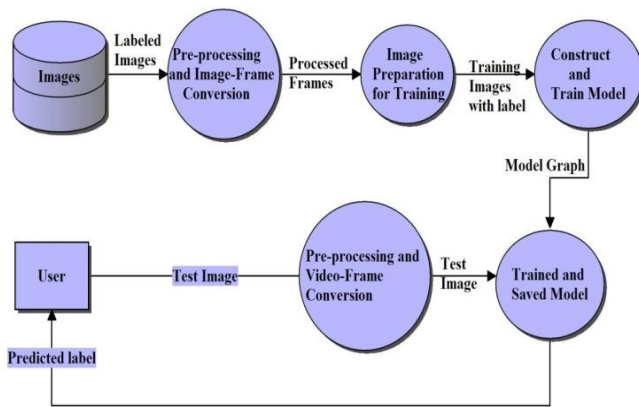 Images
Labeled
Images
Pre-processing
and Image-Frame
Conversion
Processed
Frames
Image
Preparation
for Training
Training
Images
with label
Construct
and
Train Model
Model Graph
User
Test Image
Pre-processing and
Video-Frame
Conversion
Test
Image
Trained and
Saved Model
Predicted label